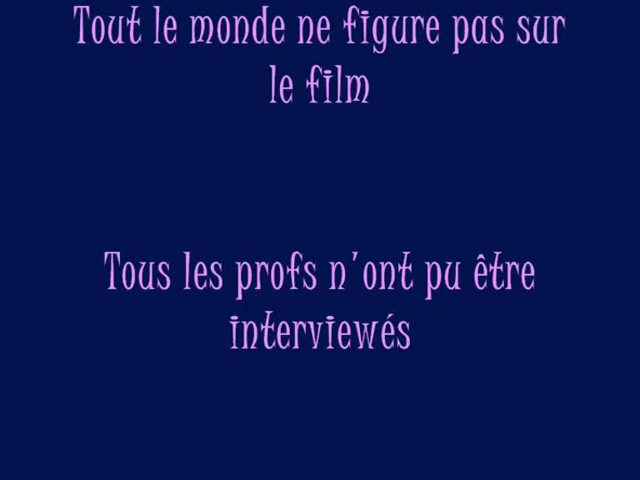 Tout le monde ne figure pas sur
le film
Tous les profs n'ont pu être
interviewés